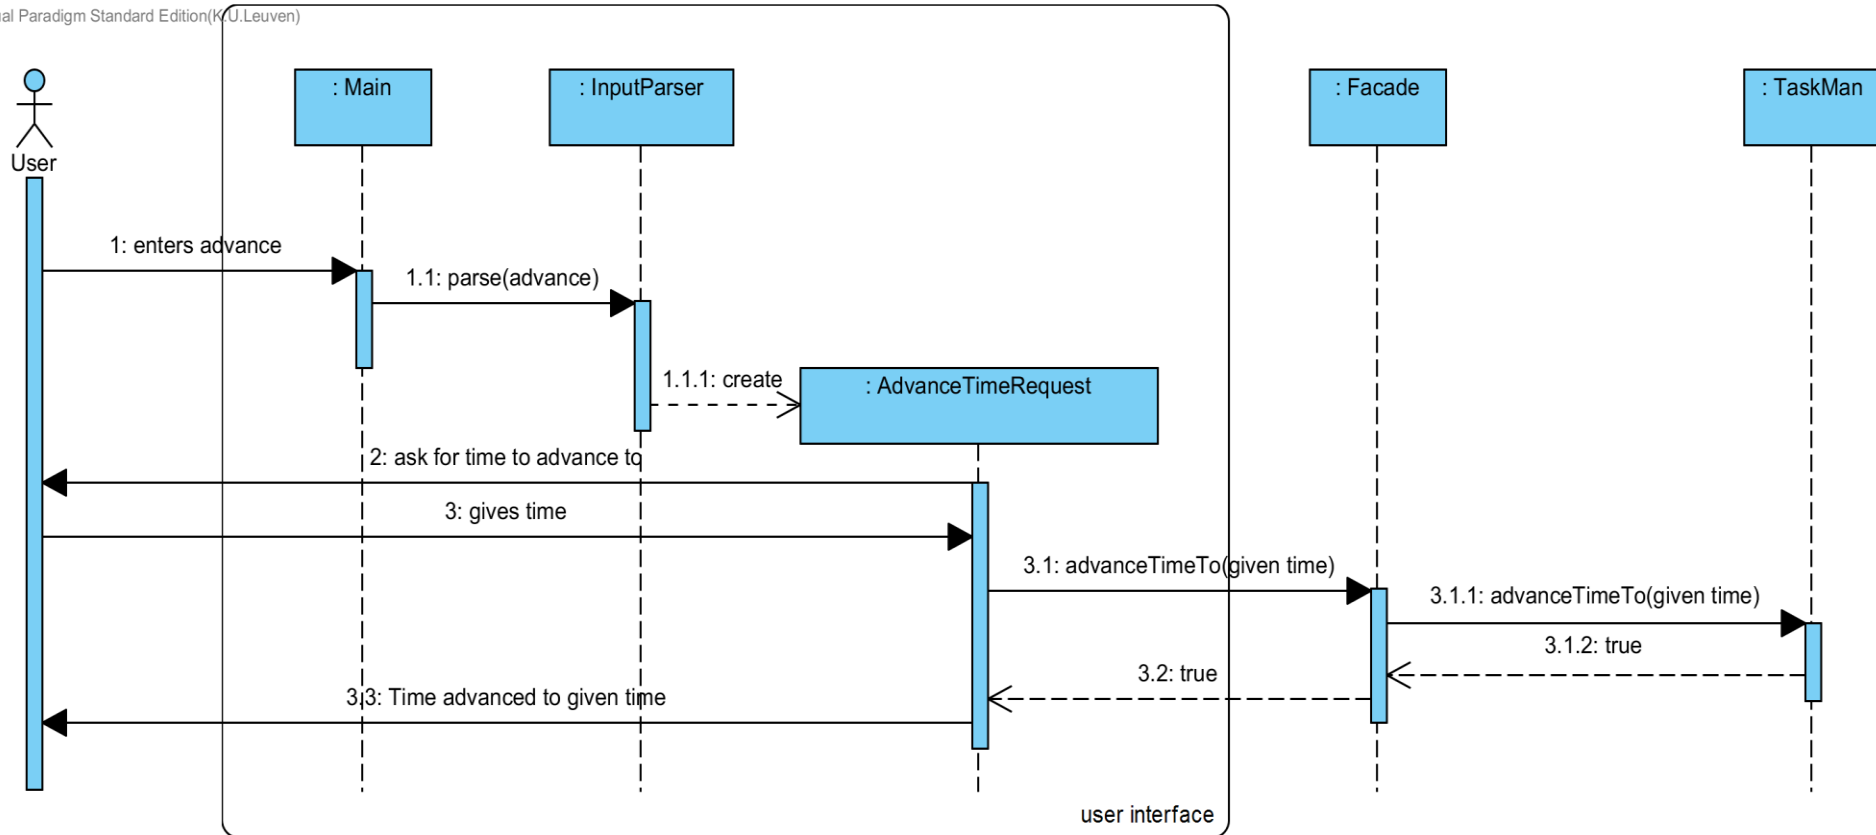 al Paradigm Standard Edition(K.U.Leuven)
: Main
: InputParser
: Facade
: TaskMan
User
1: enters advance
1.1: parse(advance)
1.1.1: create
: AdvanceTimeRequest
2: ask for time to advance to
3: gives time
3.1: advanceTimeTo(given time)
3.1.1: advanceTimeTo(given time)
3.1.2: true
3.2: true
3.3: Time advanced to given time
user interface